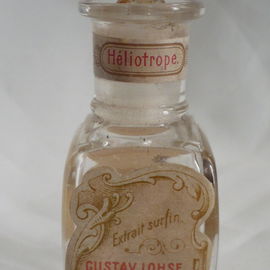 Héliotrope.
Extrait surfin.
GUSTAV LOHSE